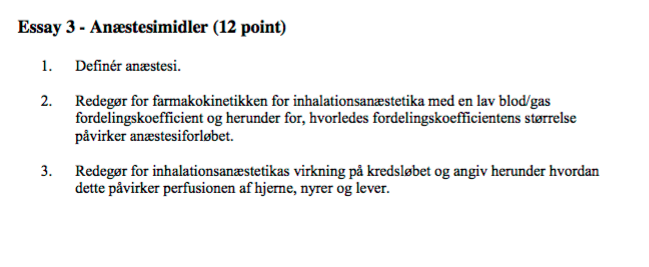 Essay 3 - Anæstesimidler (12 point)
1. Definér anæstesi.
2. Redegør for farmakokinetikken for inhalationsanæstetika med en lav blod/gas
fordelingskoefficient og herunder for, hvorledes fordelingskoefficientens størrelse
påvirker anæstesiforløbet.
3. Redegør for inhalationsanæstetikas virkning på kredsløbet og angiv herunder hvordan
dette påvirker perfusionen af hjerne, nyrer og lever.